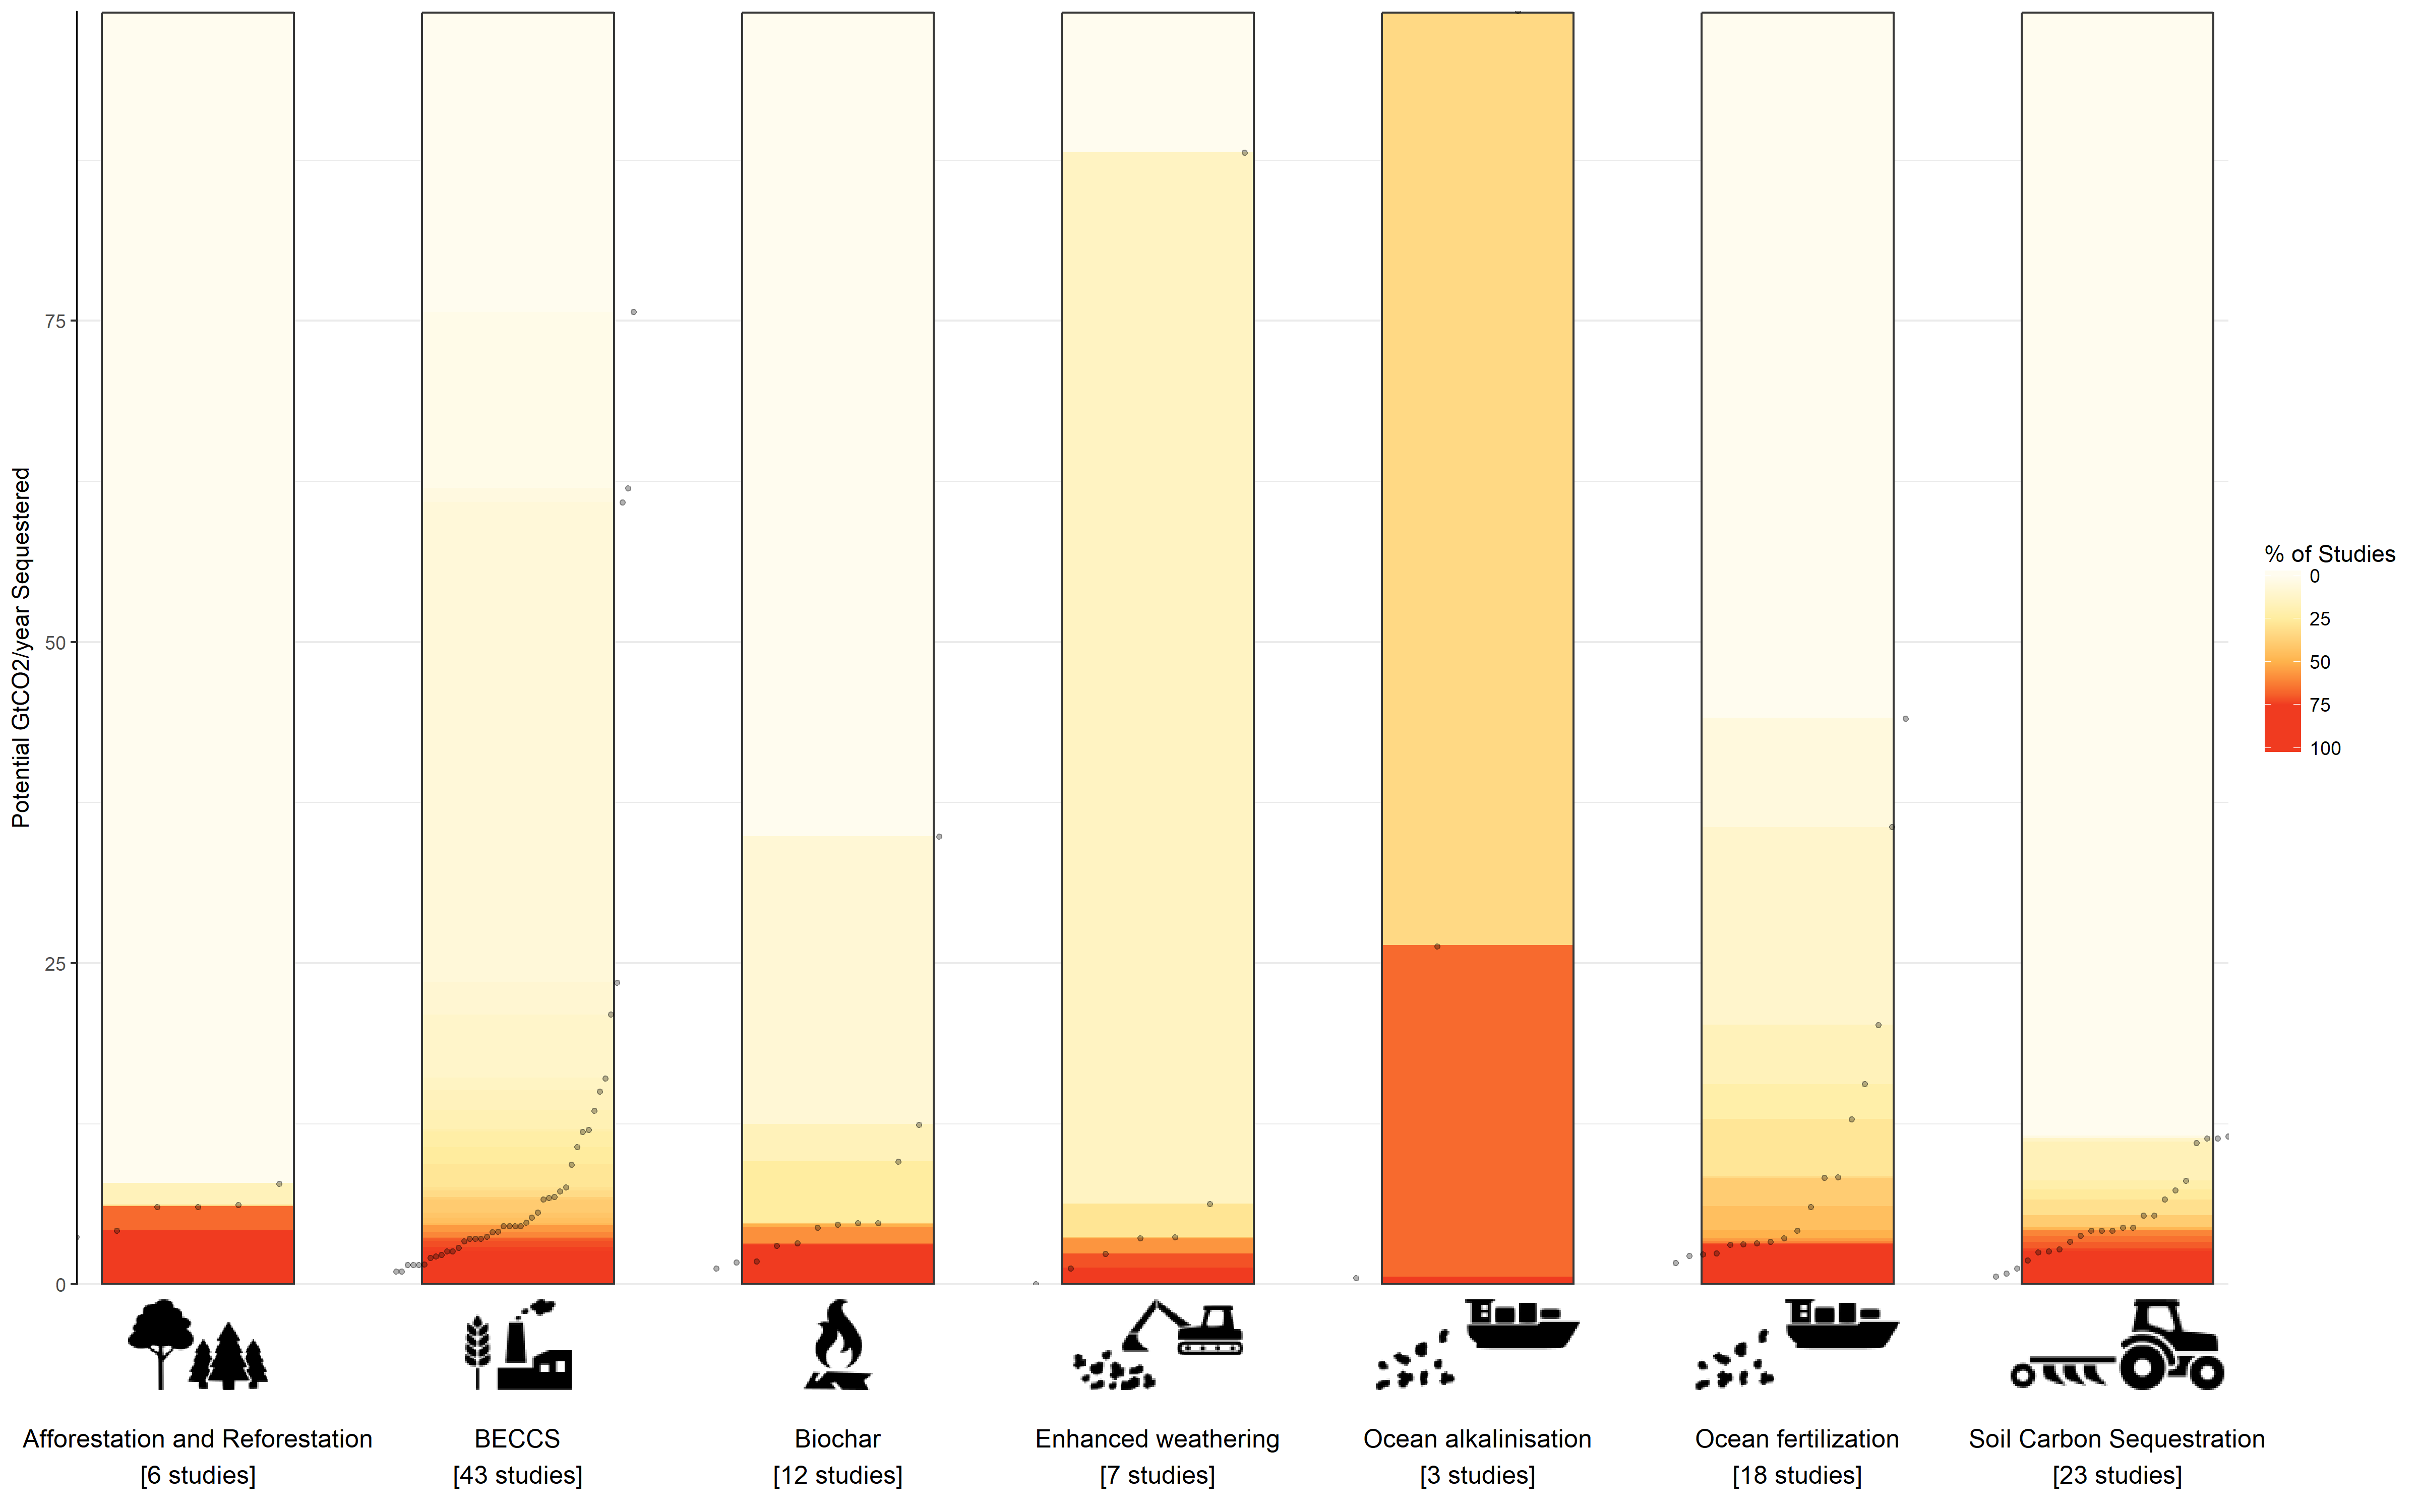 Potential GtCO2/year Sequestered
75
50
25
0
% of Studies
0
25
50
75
100
Afforestation and Reforestation
[6 studies]
BECCS
[43 studies]
Biochar
[12 studies]
Enhanced weathering
[7 studies]
Ocean alkalinisation
[3 studies]
Ocean fertilization
[18 studies]
Soil Carbon Sequestration
[23 studies]